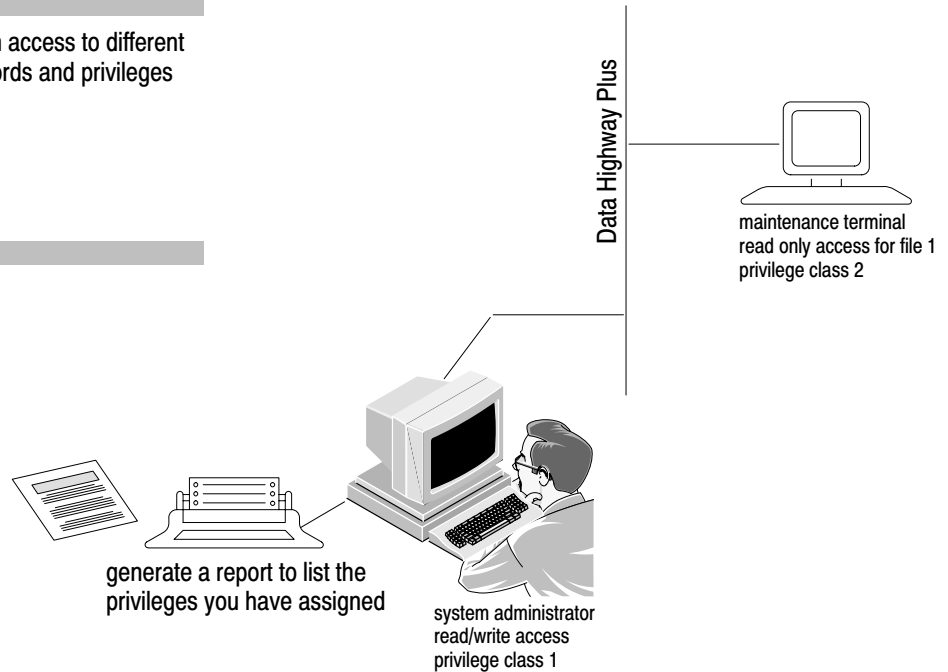 access to different
rds and privileges
Data Highway Plus
maintenance terminal
read only access for file 1
privilege class 2
generate a report to list the
privileges you have assigned
system administrator
read/write access
privilege class 1